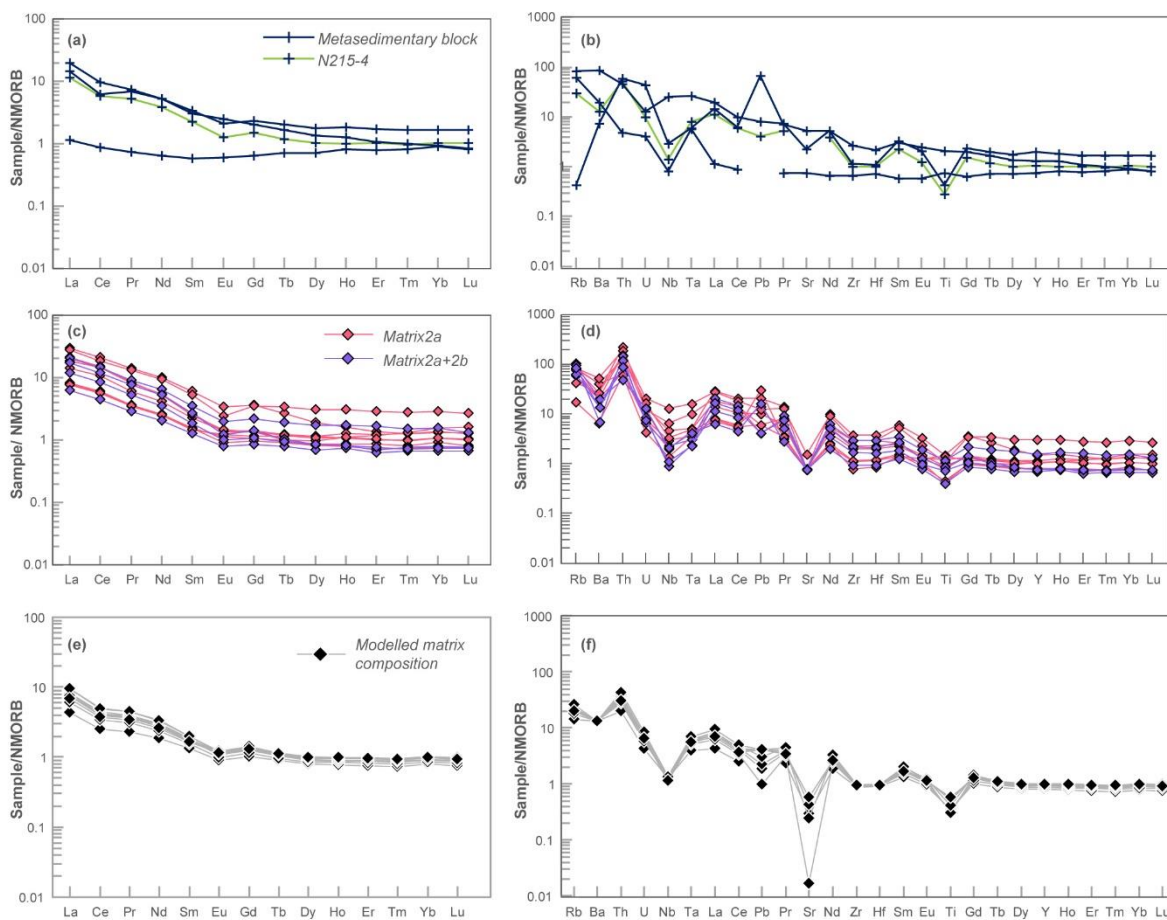 100
10
1
0.1
0.01
Sample/NMORB
(a)
Metasedimentary block
N215-4
La Ce Pr Nd Sm Eu Gd Tb Dy Ho Er Tm Yb Lu
1000
100
10
1
0.1
0.01
Sample/NMORB
(b)
Rb Ba Th U Nb Ta La Ce Pb Pr Sr Nd Zr Hf Sm Eu Ti Gd Tb Dy Y Ho Er Tm Yb Lu
100
10
1
0.1
0.01
Sample/ NMORB
(c)
Matrix2a
Matrix2a+2b
La Ce Pr Nd Sm Eu Gd Tb Dy Ho Er Tm Yb Lu
1000
100
10
1
0.1
0.01
Sample/NMORB
(d)
Rb Ba Th U Nb Ta La Ce Pb Pr Sr Nd Zr Hf Sm Eu Ti Gd Tb Dy Y Ho Er Tm Yb Lu
100
10
1
0.1
0.01
Sample/NMORB
(e)
Modelled matrix
composition
La Ce Pr Nd Sm Eu Gd Tb Dy Ho Er Tm Yb Lu
1000
100
10
1
0.1
0.01
Sample/NMORB
(f)
Rb Ba Th U Nb Ta La Ce Pb Pr Sr Nd Zr Hf Sm Eu Ti Gd Tb Dy Y Ho Er Tm Yb Lu